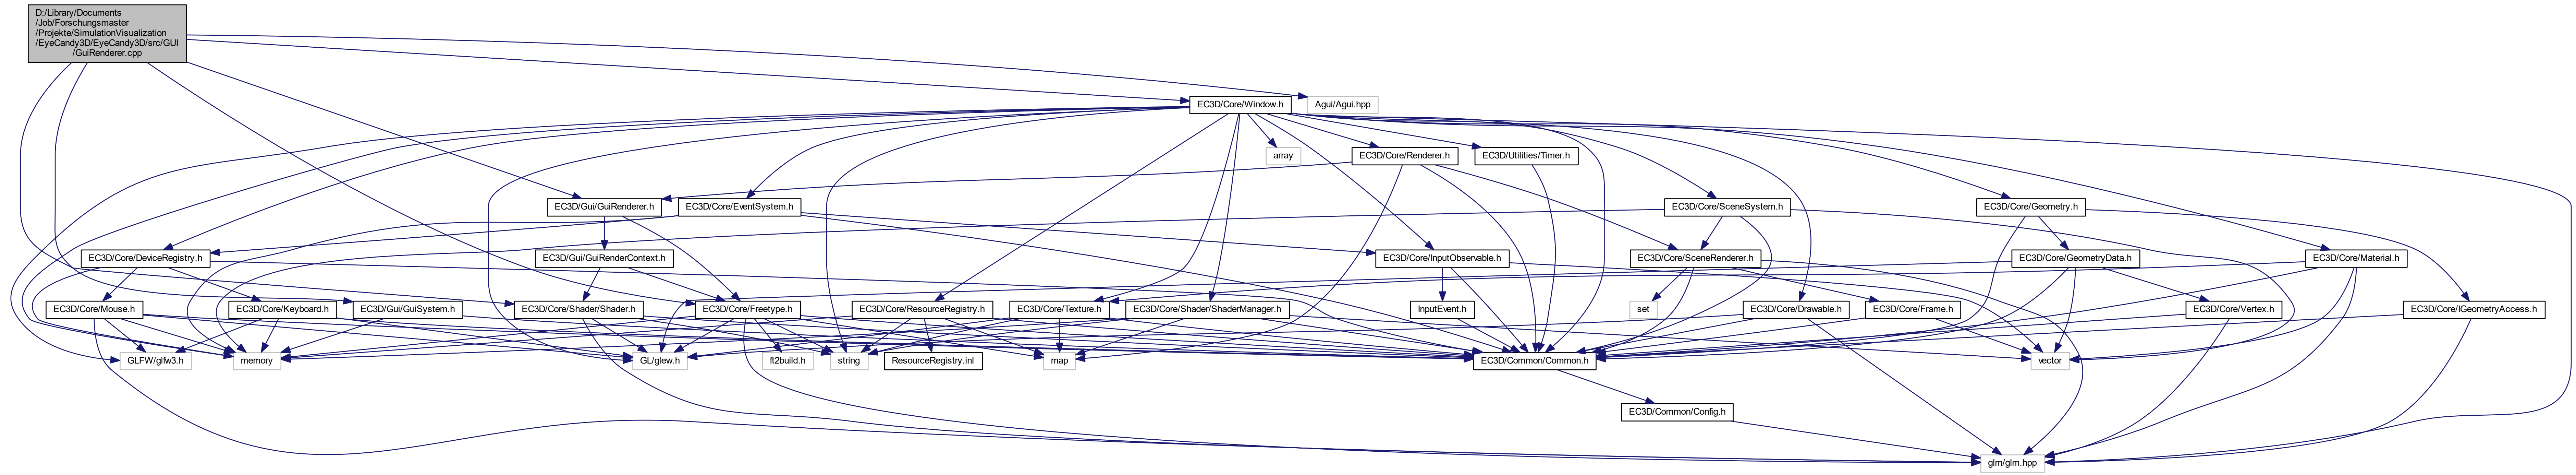 D:/Library/Documents
/Job/Forschungsmaster
/Projekte/SimulationVisualization
/EyeCandy3D/EyeCandy3D/src/GUI
/GuiRenderer.cpp
EC3D/Core/Window.h
Agui/Agui.hpp
array
EC3D/Core/Renderer.h
EC3D/Utilities/Timer.h
EC3D/Gui/GuiRenderer.h
EC3D/Core/EventSystem.h
EC3D/Core/SceneSystem.h
EC3D/Core/Geometry.h
EC3D/Core/DeviceRegistry.h
EC3D/Gui/GuiRenderContext.h
EC3D/Core/InputObservable.h
EC3D/Core/SceneRenderer.h
EC3D/Core/GeometryData.h
EC3D/Core/Material.h
EC3D/Core/Mouse.h
EC3D/Core/Keyboard.h
EC3D/Gui/GuiSystem.h
EC3D/Core/Shader/Shader.h
EC3D/Core/Freetype.h
EC3D/Core/ResourceRegistry.h
EC3D/Core/Texture.h
EC3D/Core/Shader/ShaderManager.h
InputEvent.h
set
EC3D/Core/Drawable.h
EC3D/Core/Frame.h
EC3D/Core/Vertex.h
EC3D/Core/IGeometryAccess.h
GLFW/glfw3.h
memory
GL/glew.h
ft2build.h
string
ResourceRegistry.inl
map
EC3D/Common/Common.h
vector
EC3D/Common/Config.h
glm/glm.hpp